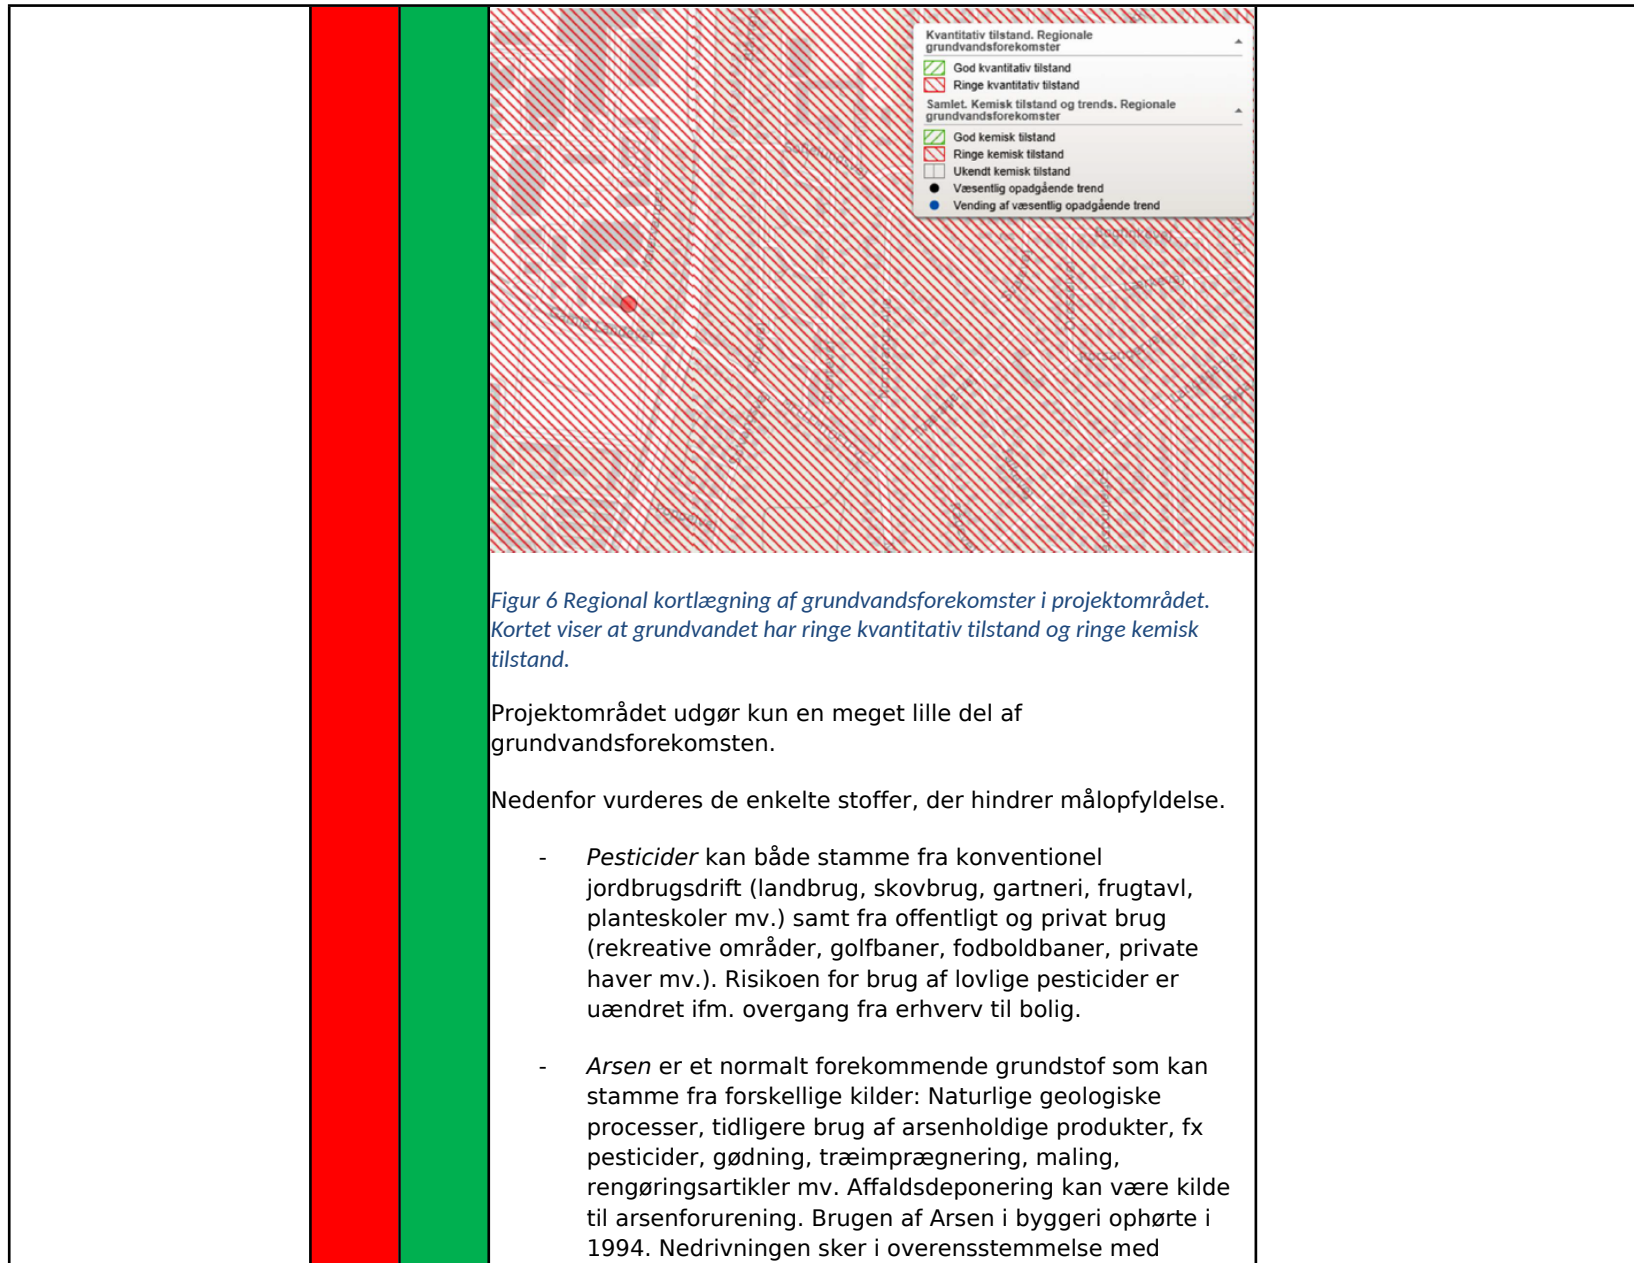 Kvantitativ tilstand. Regionale
grundvandsforekomster
God kvantitativ tilstand
Ringe kvantitativ tilstand
Samlet. Kemisk tilstand og trends. Regionale
grundvandsforekomster
God kemisk tilstand
Ringe kemisk tilstand
Ukendt kemisk tilstand
Væsentlig opadgående trend
Vending af væsentlig opadgående trend
Gamle Landevej
Figur 6 Regional kortlægning af grundvandsforekomster i projektområdet.
Kortet viser at grundvandet har ringe kvantitativ tilstand og ringe kemisk
tilstand.
Projektområdet udgør kun en meget lille del af
grundvandsforekomsten.
Nedenfor vurderes de enkelte stoffer, der hindrer målopfyldelse.
- Pesticider kan både stamme fra konventionel
jordbrugsdrift (landbrug, skovbrug, gartneri, frugtavl,
planteskoler mv.) samt fra offentligt og privat brug
(rekreative områder, golfbaner, fodboldbaner, private
haver mv.). Risikoen for brug af lovlige pesticider er
uændret ifm. overgang fra erhverv til bolig.
- Arsen er et normalt forekommende grundstof som kan
stamme fra forskellige kilder: Naturlige geologiske
processer, tidligere brug af arsenholdige produkter, fx
pesticider, gødning, træimprægnering, maling,
rengøringsartikler mv. Affaldsdeponering kan være kilde
til arsenforurening. Brugen af Arsen i byggeri ophørte i
1994. Nedrivningen sker i overensstemmelse med